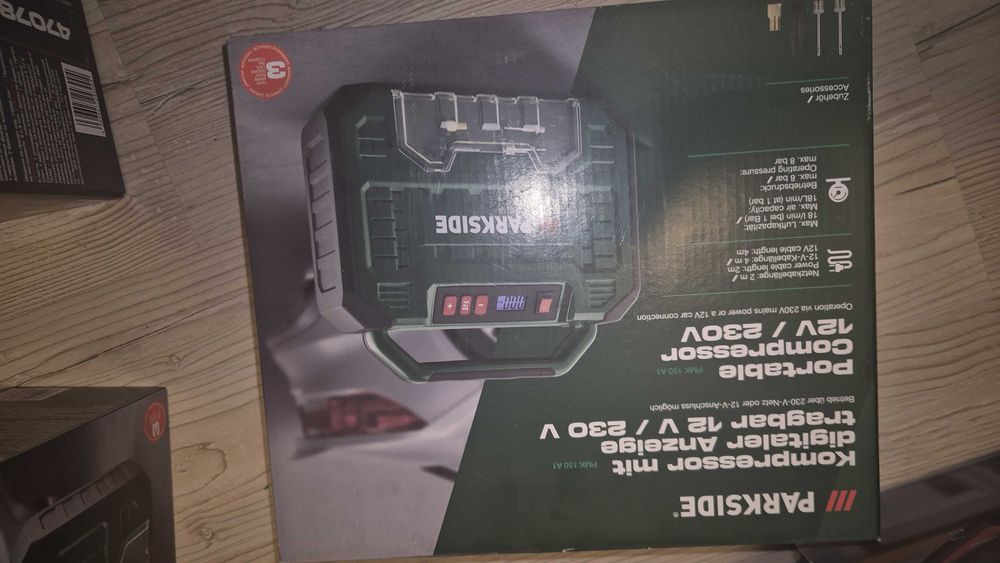 PARKSIDE®
Kompressor mit
digitaler Anzeige
tragbar 12 V / 230 V
PMK 150 A1
Betrieb über 230-V-Netz oder 12-V-Anschluss möglich
Portable
Compressor
12V / 230V
PMK 150 A1
Operation via 230V mains power or a 12V car connection
Netzkabellänge: 2 m /
Power cable length: 2m
12-V-Kabellänge: 4 m /
12V cable length: 4m
Max. Luftkapazität:
18 l/min (bei 1 Bar) /
Max. air capacity:
18L/min (at 1 bar)
Betriebsdruck:
max. 8 bar /
Operating pressure:
max. 8 bar
Zubehör /
Accessories
PARKSIDE
3
47078
3